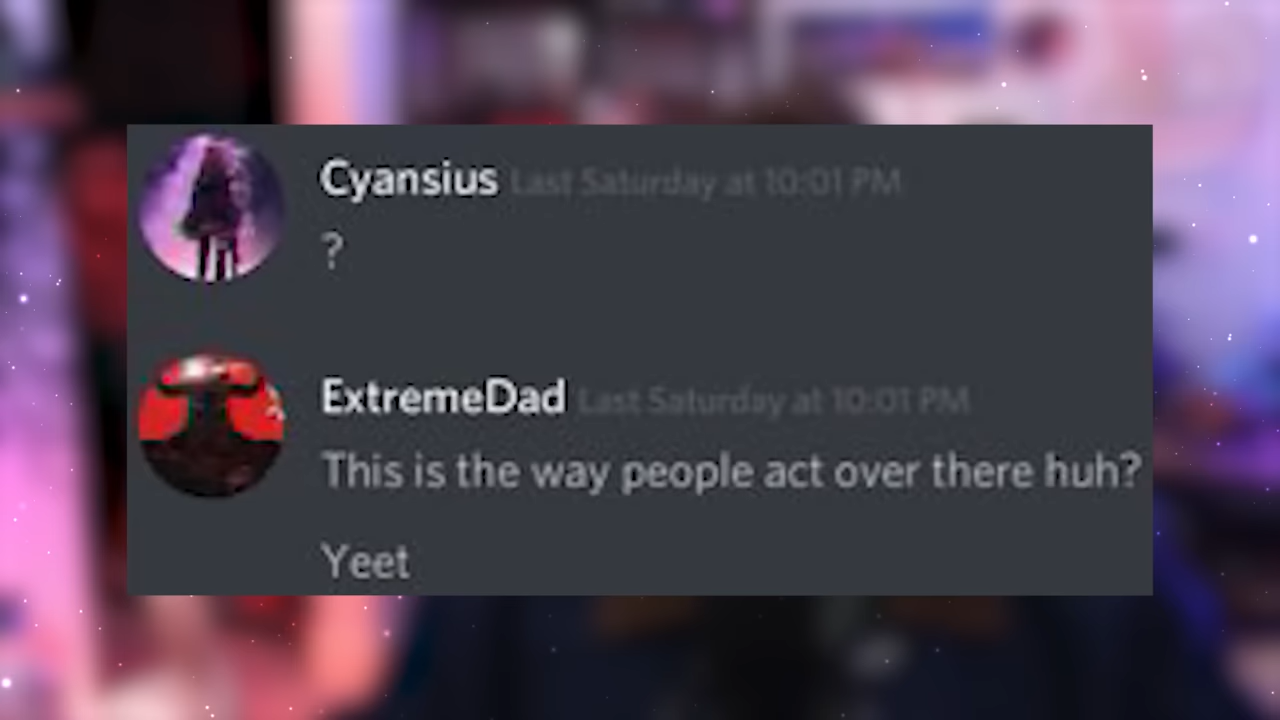 Cyansius Last Saturday at 10:01 PM
?
ExtremeDad Last Saturday at 10:01 PM
This is the way people act over there huh?
Yeet